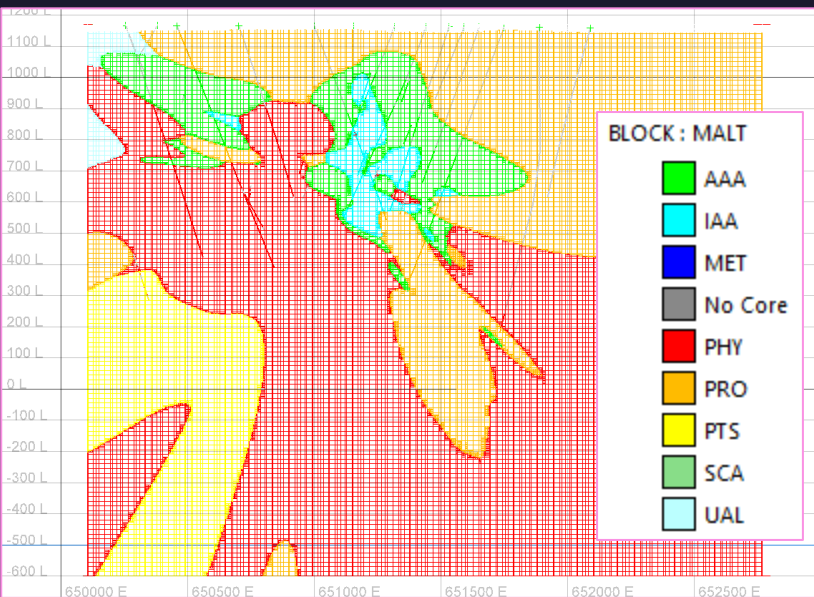 1200 L
1100 L
1000 L
900 L
800 L
700 L
600 L
500 L
400 L
300 L
200 L
100 L
0 L
-100 L
-200 L
-300 L
-400 L
-500 L
-600 L
650000 E
650500 E
651000 E
651500 E
652000 E
652500 E
BLOCK : MALT
AAA
IAA
MET
No Core
PHY
PRO
PTS
SCA
UAL